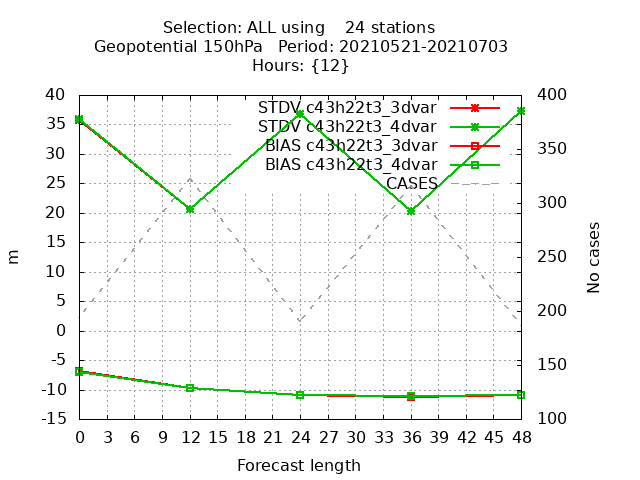 Selection: ALL using    24 stations
Geopotential 150hPa   Period: 20210521-20210703
Hours: {12}
40
35
30
25
20
15
10
5
0
-5
-10
-15
m
STDV c43h22t3_3dvar
STDV c43h22t3_4dvar
BIAS c43h22t3_3dvar
BIAS c43h22t3_4dvar
CASES
400
350
300
250
200
150
100
No cases
0 3 6 9 12 15 18 21 24 27 30 33 36 39 42 45 48
Forecast length